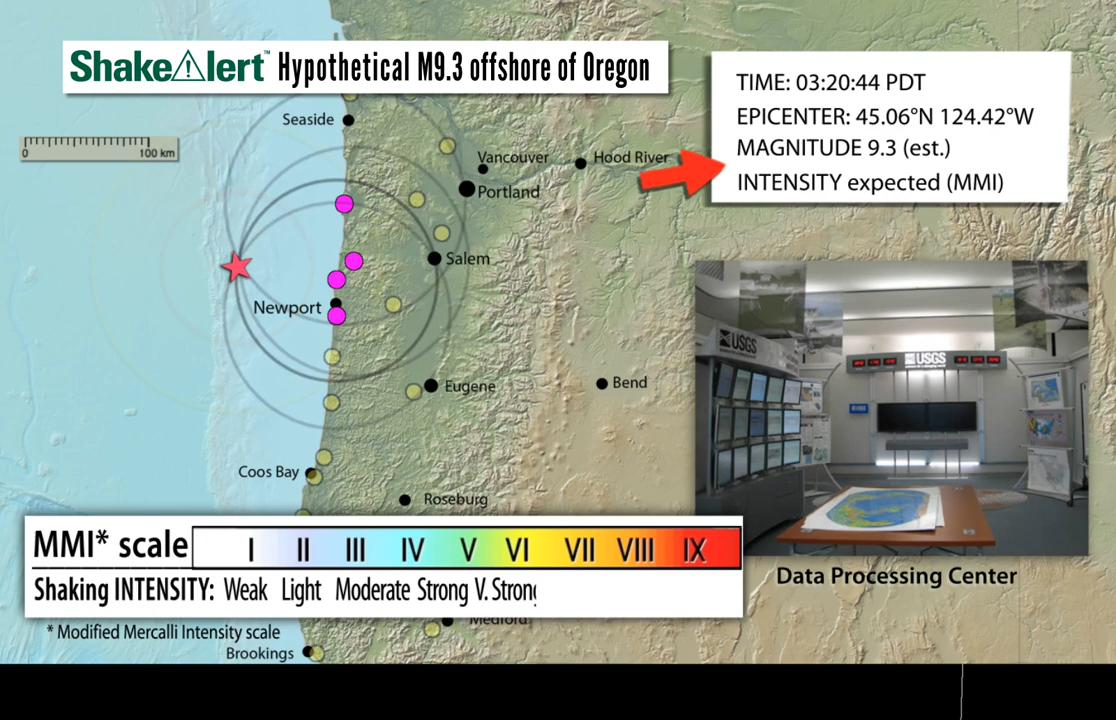 ShakeAlert™ Hypothetical M9.3 offshore of Oregon
TIME: 03:20:44 PDT
EPICENTER: 45.06°N 124.42°W
MAGNITUDE 9.3 (est.)
INTENSITY expected (MMI)
Seaside
0 100 km
Vancouver
Hood River
Portland
Salem
Newport
Eugene
Bend
Coos Bay
Roseburg
USGS
USGS
Data Processing Center
MMI* scale I II III IV V VI VII VIII IX
Shaking INTENSITY: Weak Light Moderate Strong V. Strong
Medford
* Modified Mercalli Intensity scale
Brookings